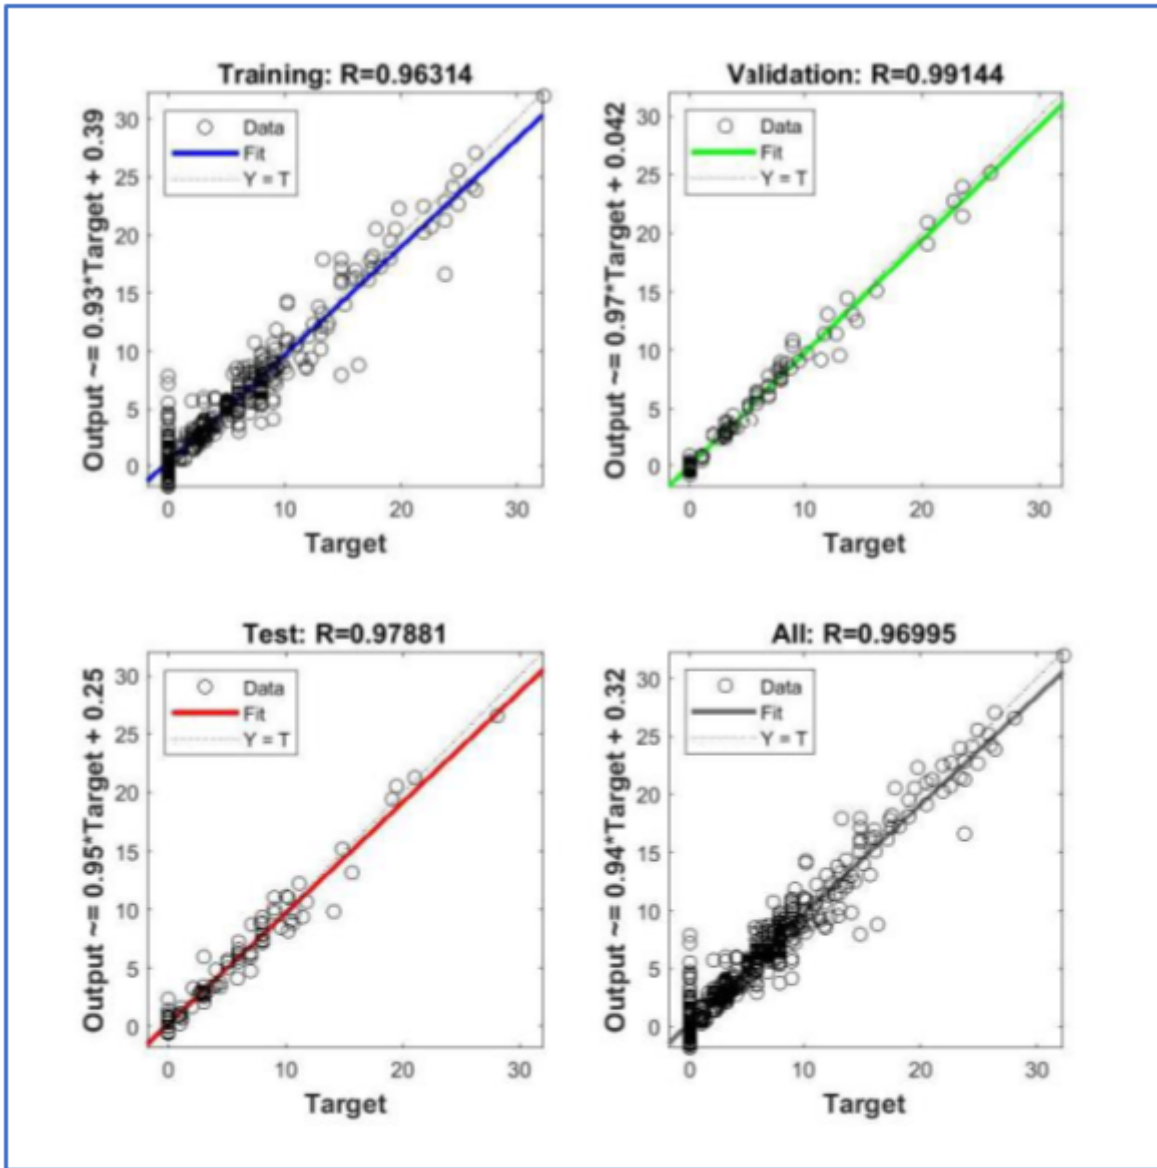 Training: R=0.96314
Output ~= 0.93*Target + 0.39
Data
Fit
Y = T
30
25
20
15
10
5
0
0 10 20 30
Target
Validation: R=0.99144
Output ~= 0.97*Target + 0.042
Data
Fit
Y = T
30
25
20
15
10
5
0
0 10 20 30
Target
Test: R=0.97881
Output ~= 0.95*Target + 0.25
Data
Fit
Y = T
30
25
20
15
10
5
0
0 10 20 30
Target
All: R=0.96995
Output ~= 0.94*Target + 0.32
Data
Fit
Y = T
30
25
20
15
10
5
0
0 10 20 30
Target